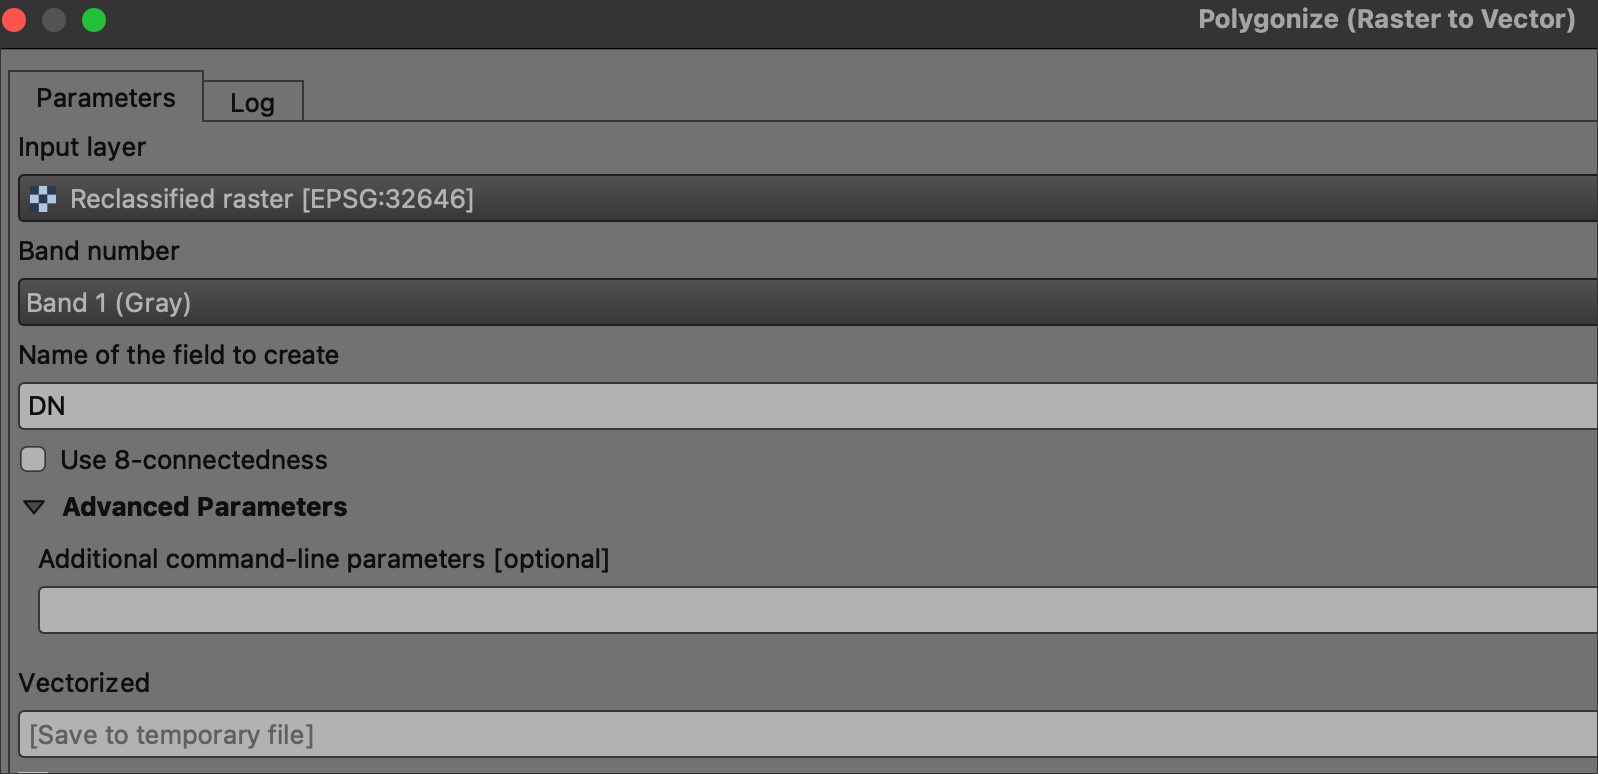 Polygonize (Raster to Vector)
Parameters
Log
Input layer
Reclassified raster [EPSG:32646]
Band number
Band 1 (Gray)
Name of the field to create
DN
Use 8-connectedness
Advanced Parameters
Additional command-line parameters [optional]
Vectorized
[Save to temporary file]